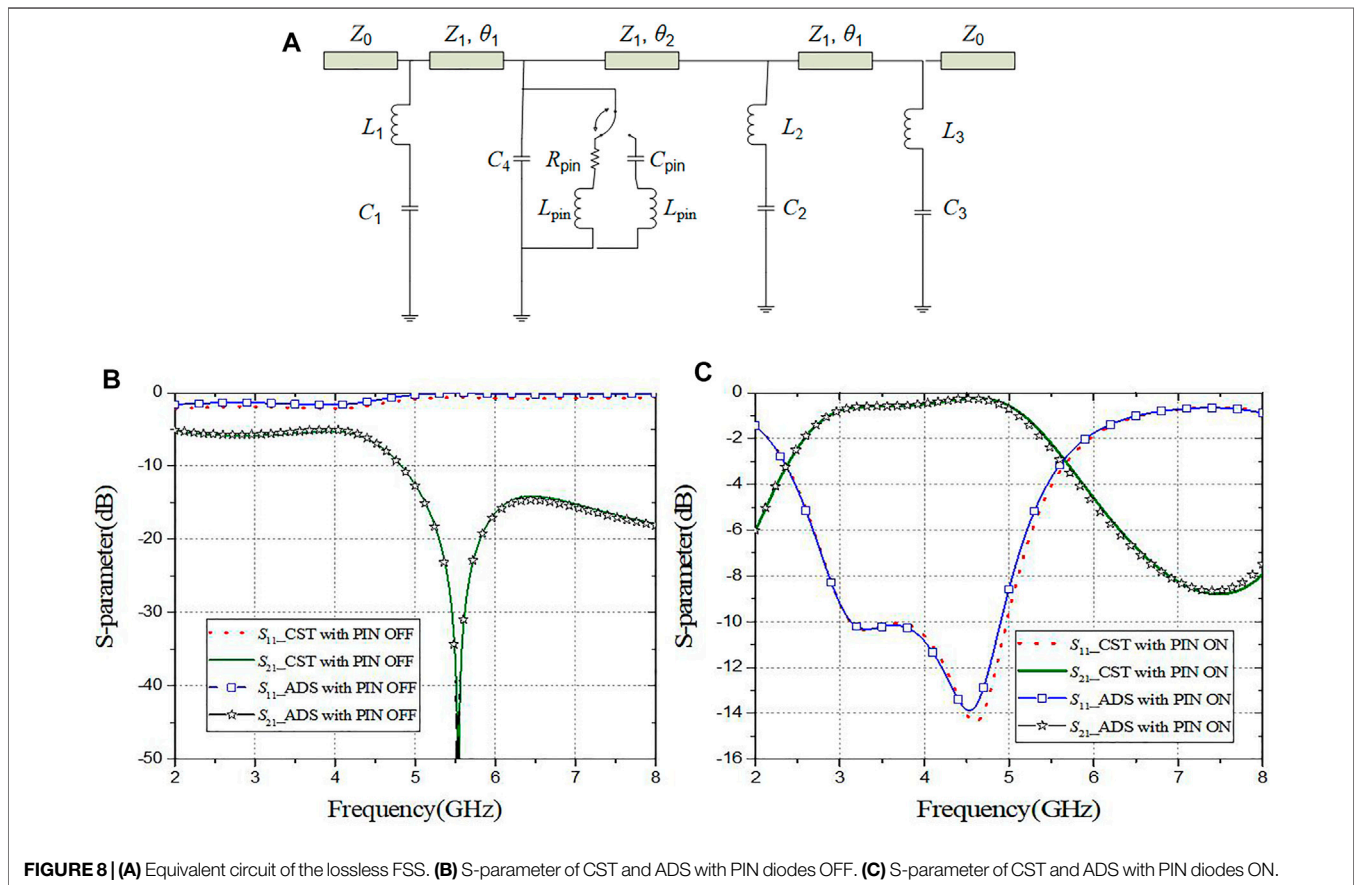 A
Z0
Z1, θ1
Z1, θ2
Z1, θ1
Z0
L1
C1
C4
Rpin
Cpin
Lpin
Lpin
L2
C2
L3
C3
B
S-parameter(dB)
0
-10
-20
-30
-40
-50
S11_CST with PIN OFF
S21_CST with PIN OFF
S11_ADS with PIN OFF
S21_ADS with PIN OFF
2 3 4 5 6 7 8
Frequency(GHz)
C
S-parameter(dB)
0
-2
-4
-6
-8
-10
-12
-14
-16
S11_CST with PIN ON
S21_CST with PIN ON
S11_ADS with PIN ON
S21_ADS with PIN ON
2 3 4 5 6 7 8
Frequency(GHz)
FIGURE 8 | (A) Equivalent circuit of the lossless FSS. (B) S-parameter of CST and ADS with PIN diodes OFF. (C) S-parameter of CST and ADS with PIN diodes ON.